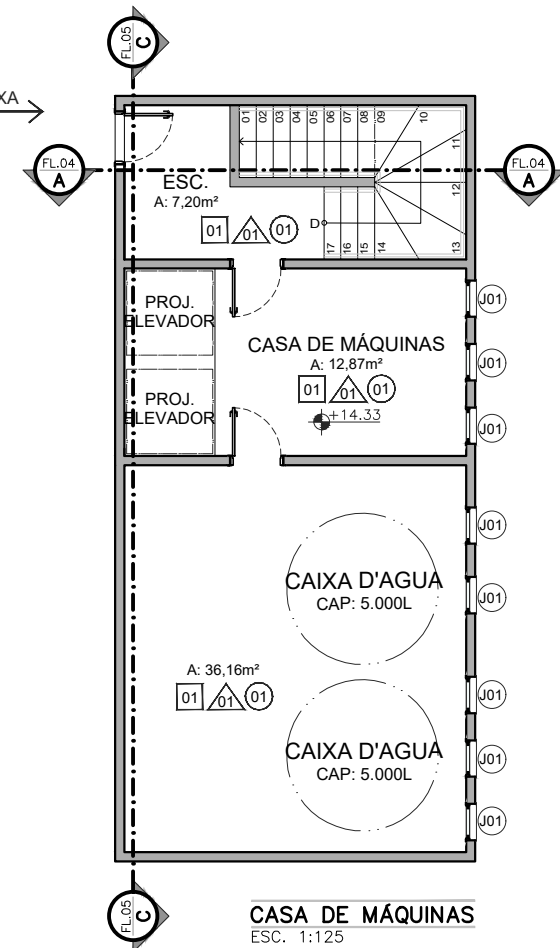 FL.05
C
XA
FL.04
A
FL.04
A
01
02
03
04
05
06
07
08
09
10
11
12
13
14
15
16
17
D
ESC.
A: 7,20m²
01 01 01
PROJ.
ELEVADOR
PROJ.
ELEVADOR
CASA DE MÁQUINAS
A: 12,87m²
01 01 01
+14.33
J01
J01
J01
J01
J01
J01
J01
J01
CAIXA D'AGUA
CAP: 5.000L
A: 36,16m²
01 01 01
CAIXA D'AGUA
CAP: 5.000L
FL.05
C
CASA DE MÁQUINAS
ESC. 1:125